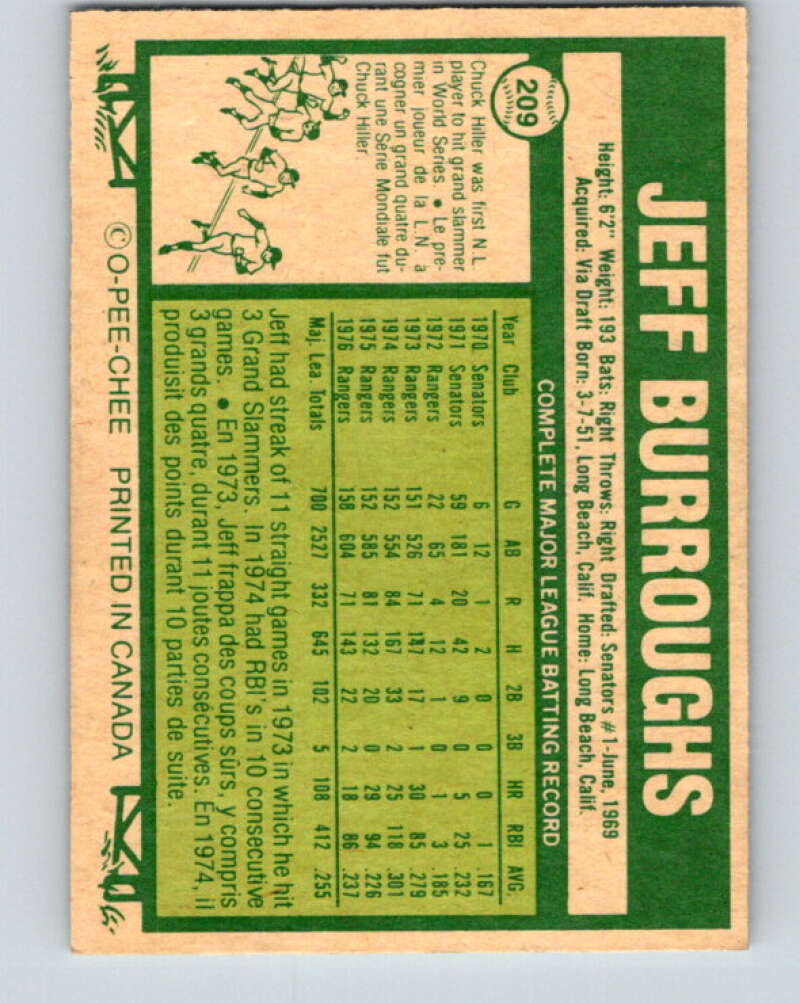 209
JEFF BURROUGHS
Height: 6'2" Weight: 193 Bats: Right Throws: Right Drafted: Senators #1-June, 1969
Acquired: Via Draft Born: 3-7-51, Long Beach, Calif. Home: Long Beach, Calif.
Chuck Hiller was first N.L.
player to hit grand slammer
in World Series. • Le pre-
mier joueur de la L.N. à
cogner un grand quatre du-
rant une Série Mondiale fut
Chuck Hiller.
COMPLETE MAJOR LEAGUE BATTING RECORD
Year Club G AB R H 2B 3B HR RBI AVG.
1970 Senators 6 12 1 2 0 0 0 1 .167
1971 Senators 59 181 20 42 9 0 5 25 .232
1972 Rangers 22 65 4 12 1 0 1 3 .185
1973 Rangers 151 526 71 147 17 1 30 85 .279
1974 Rangers 152 554 84 167 33 2 25 118 .301
1975 Rangers 152 585 81 132 20 0 29 94 .226
1976 Rangers 158 604 71 143 22 2 18 86 .237
Maj. Lea. Totals 700 2527 332 645 102 5 108 412 .255
Jeff had streak of 11 straight games in 1973 in which he hit
3 Grand Slammers. In 1974 had RBI's in 10 consecutive
games. • En 1973, Jeff frappa des coups sûrs, y compris
3 grands quatre, durant 11 joutes consécutives. En 1974, il
produisit des points durant 10 parties de suite.
© O-PEE-CHEE PRINTED IN CANADA